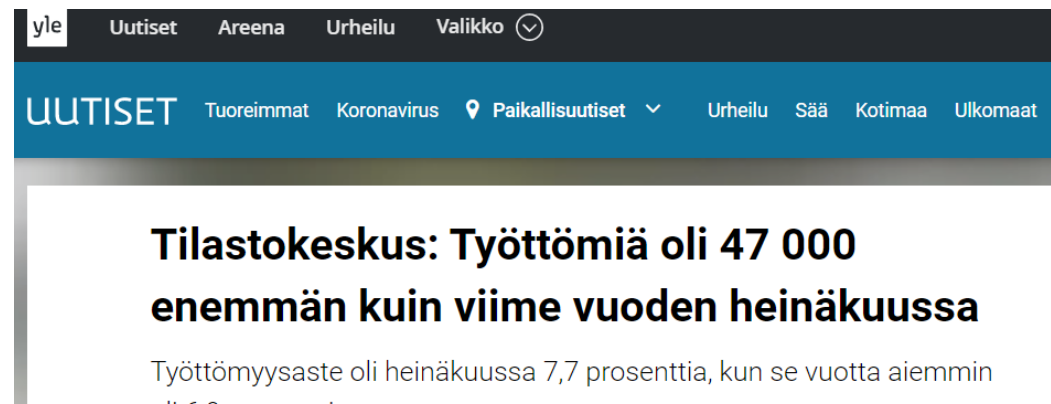 yle Uutiset Areena Urheilu Valikko
UUTISET Tuoreimmat Koronavirus Paikallisuutiset Urheilu Sää Kotimaa Ulkomaat
Tilastokeskus: Työttömiä oli 47 000
enemmän kuin viime vuoden heinäkuussa
Työttömyysaste oli heinäkuussa 7,7 prosenttia, kun se vuotta aiemmin